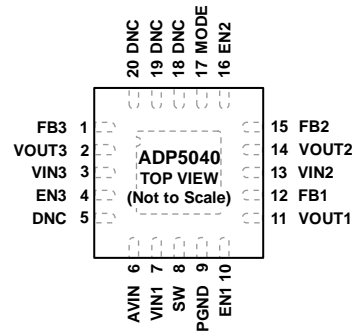 20 DNC
19 DNC
18 DNC
17 MODE
16 EN2
FB3 1
VOUT3 2
VIN3 3
EN3 4
DNC 5
ADP5040
TOP VIEW
(Not to Scale)
15 FB2
14 VOUT2
13 VIN2
12 FB1
11 VOUT1
AVIN 6
VIN1 7
SW 8
PGND 9
EN1 10